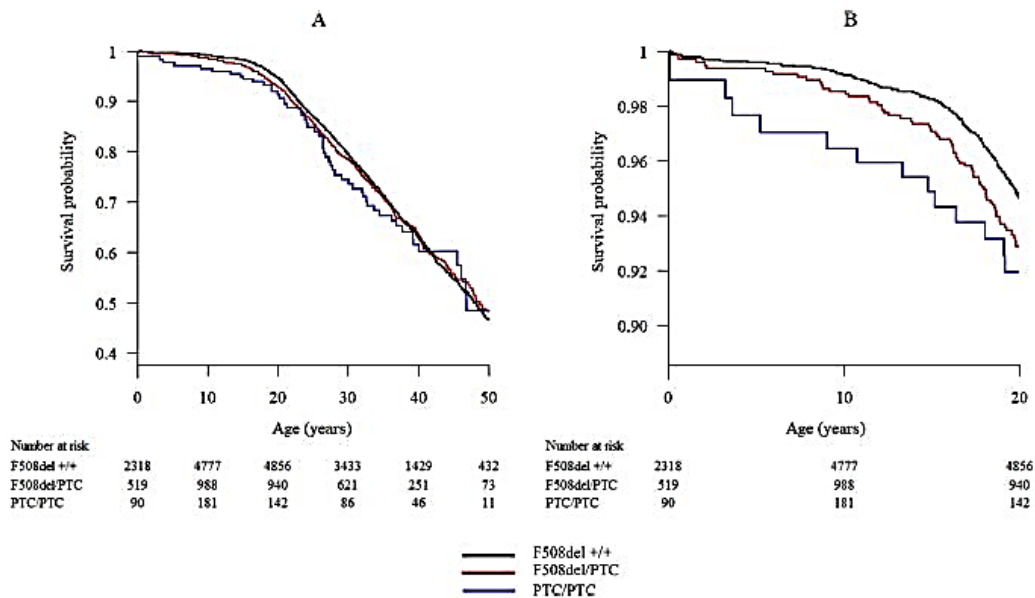 A
B
1
0.9
0.8
0.7
0.6
0.5
0.4
Survival probability
0 10 20 30 40 50
Age (years)
1
0.98
0.96
0.94
0.92
0.90
Survival probability
0 10 20
Age (years)
Number at risk
F508del +/+ 2318 4777 4856 3433 1429 432
F508del/PTC 519 988 940 621 251 73
PTC/PTC 90 181 142 86 46 11
Number at risk
F508del +/+ 2318 4777 4856
F508del/PTC 519 988 940
PTC/PTC 90 181 142
F508del +/+
F508del/PTC
PTC/PTC